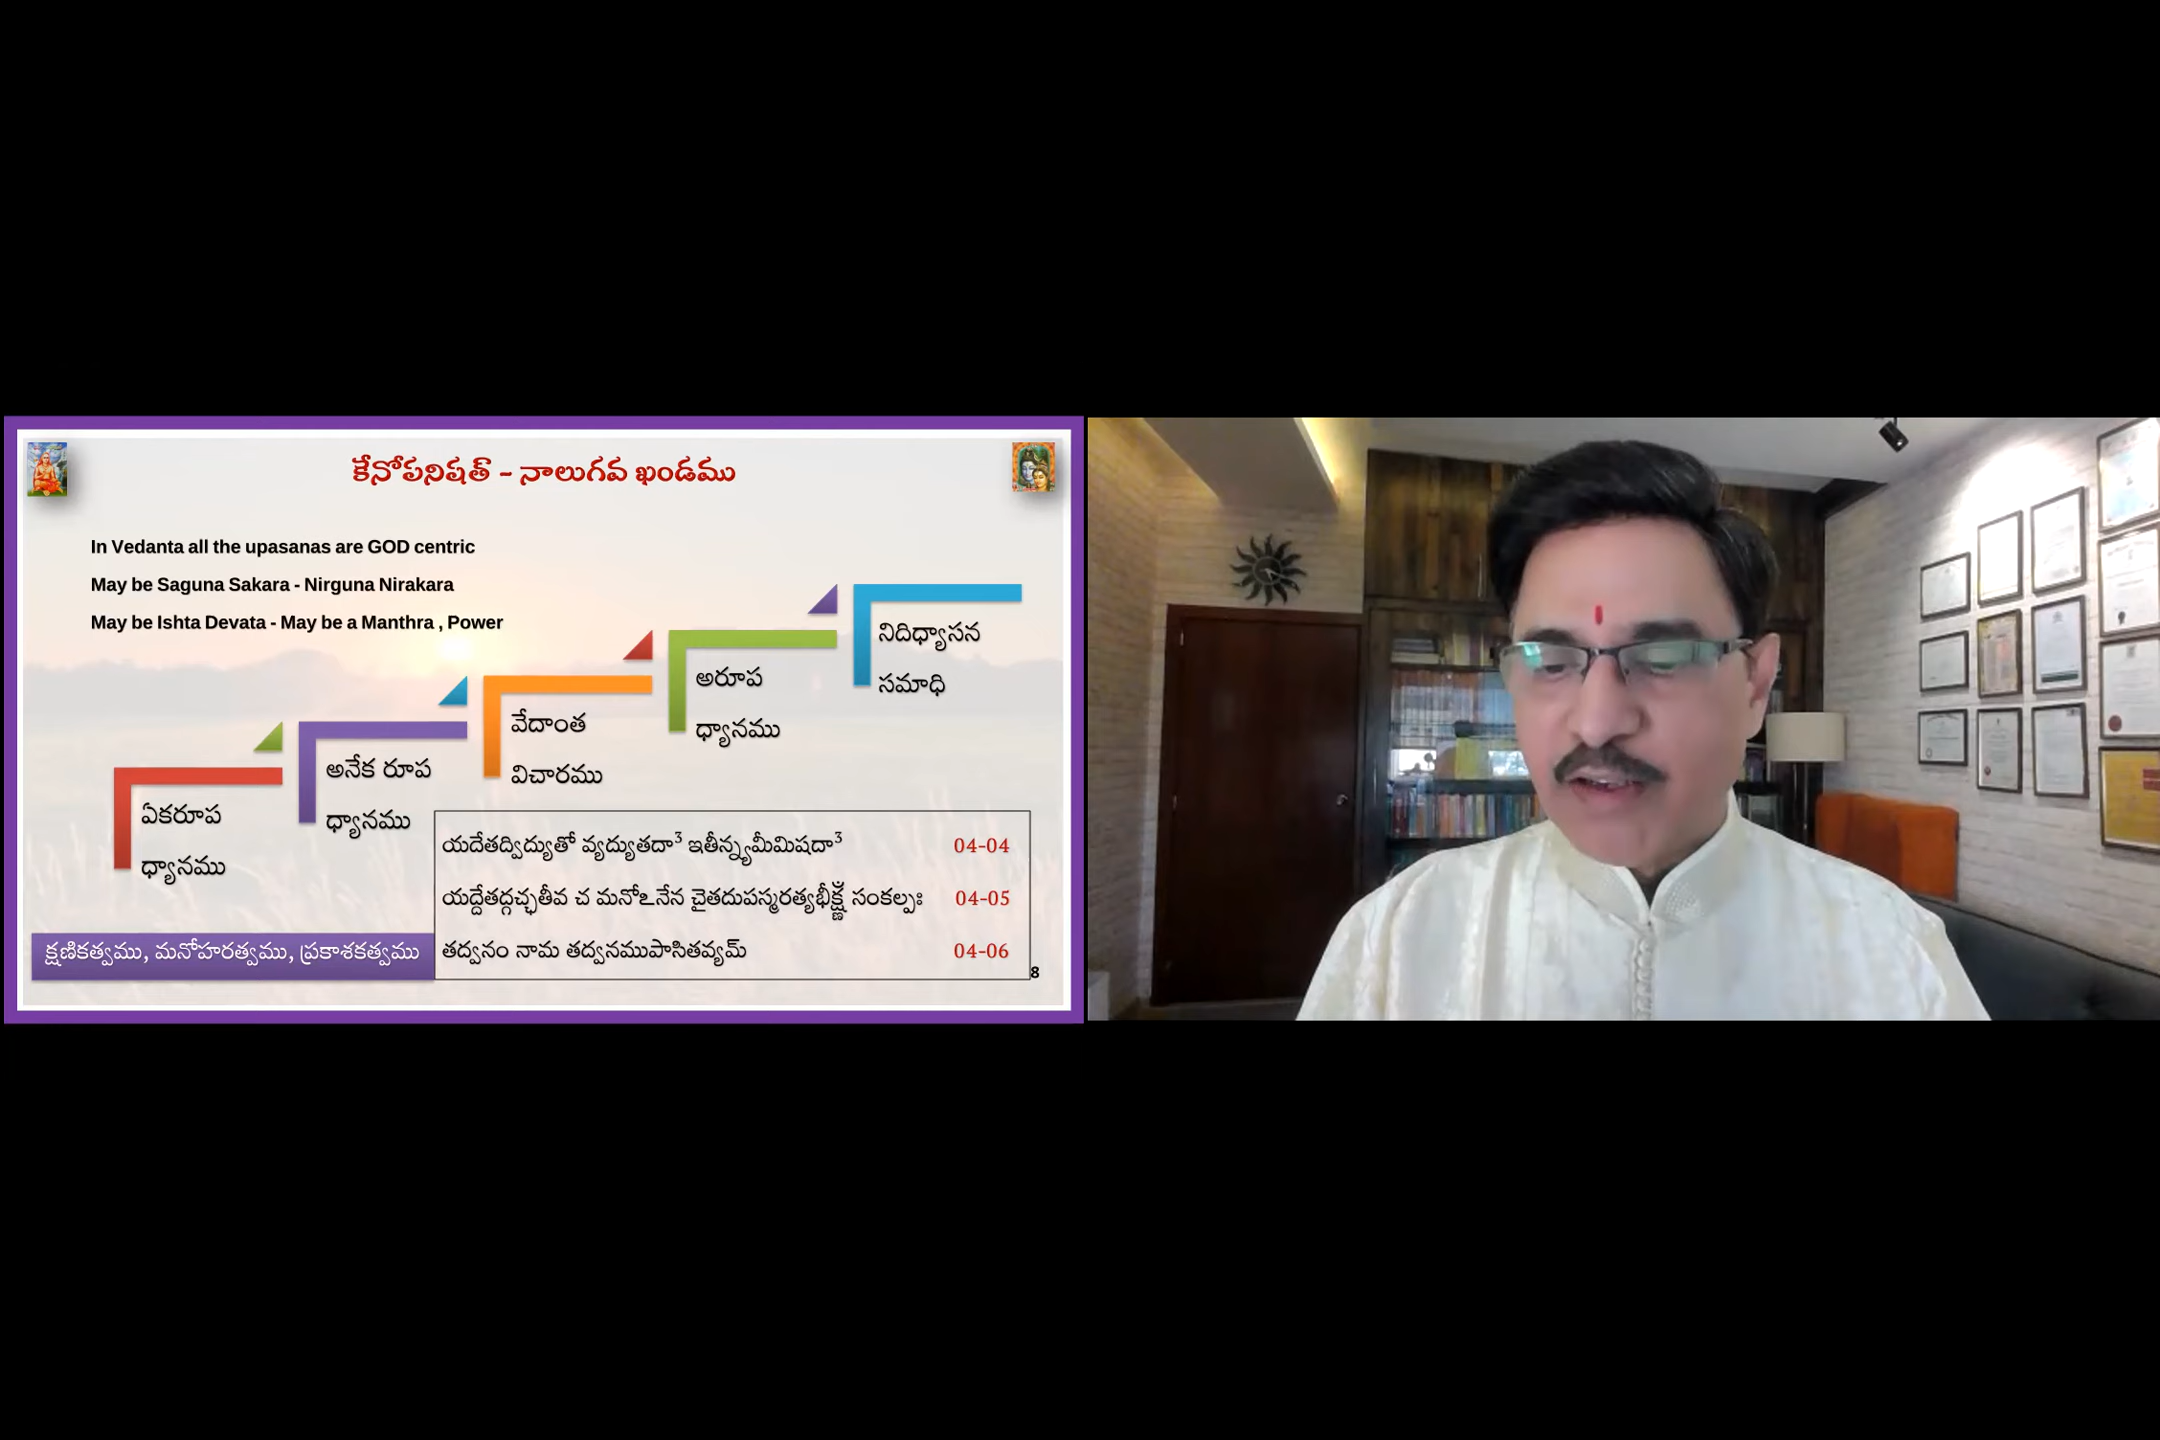 కేనోపనిషత్ - నాలుగవ ఖండము
In Vedanta all the upasanas are GOD centric
May be Saguna Sakara - Nirguna Nirakara
May be Ishta Devata - May be a Manthra , Power
ఏకరూప
ధ్యానము
అనేక రూప
ధ్యానము
వేదాంత
విచారము
అరూప
ధ్యానము
నిదిధ్యాసన
సమాధి
యదేతద్విద్యుతో వ్యద్యుతదా3 ఇతీన్న్యమీమిషదా3 04-04
యద్దేతద్గచ్ఛతీవ చ మనోఽనేన చైతదుపస్మరత్యభీక్ష్ణఀ సంకల్పః 04-05
తద్వనం నామ తద్వనముపాసితవ్యమ్ 04-06
క్షణికత్వము, మనోహరత్వము, ప్రకాశకత్వము
8